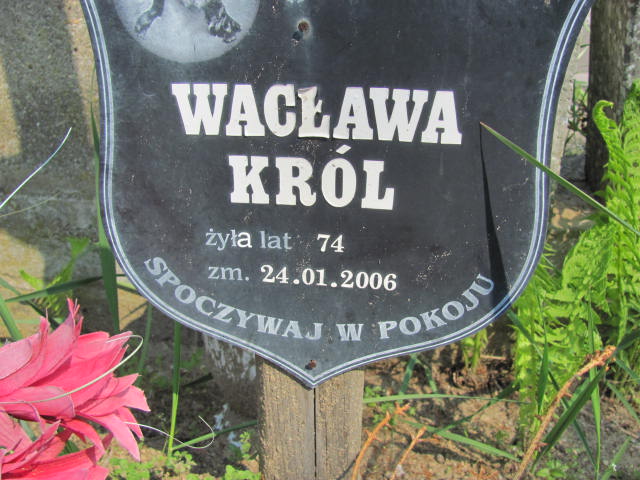 WACŁAWA
KRÓL
żyła lat 74
zm. 24.01.2006
SPOCZYWAJ W POKOJU